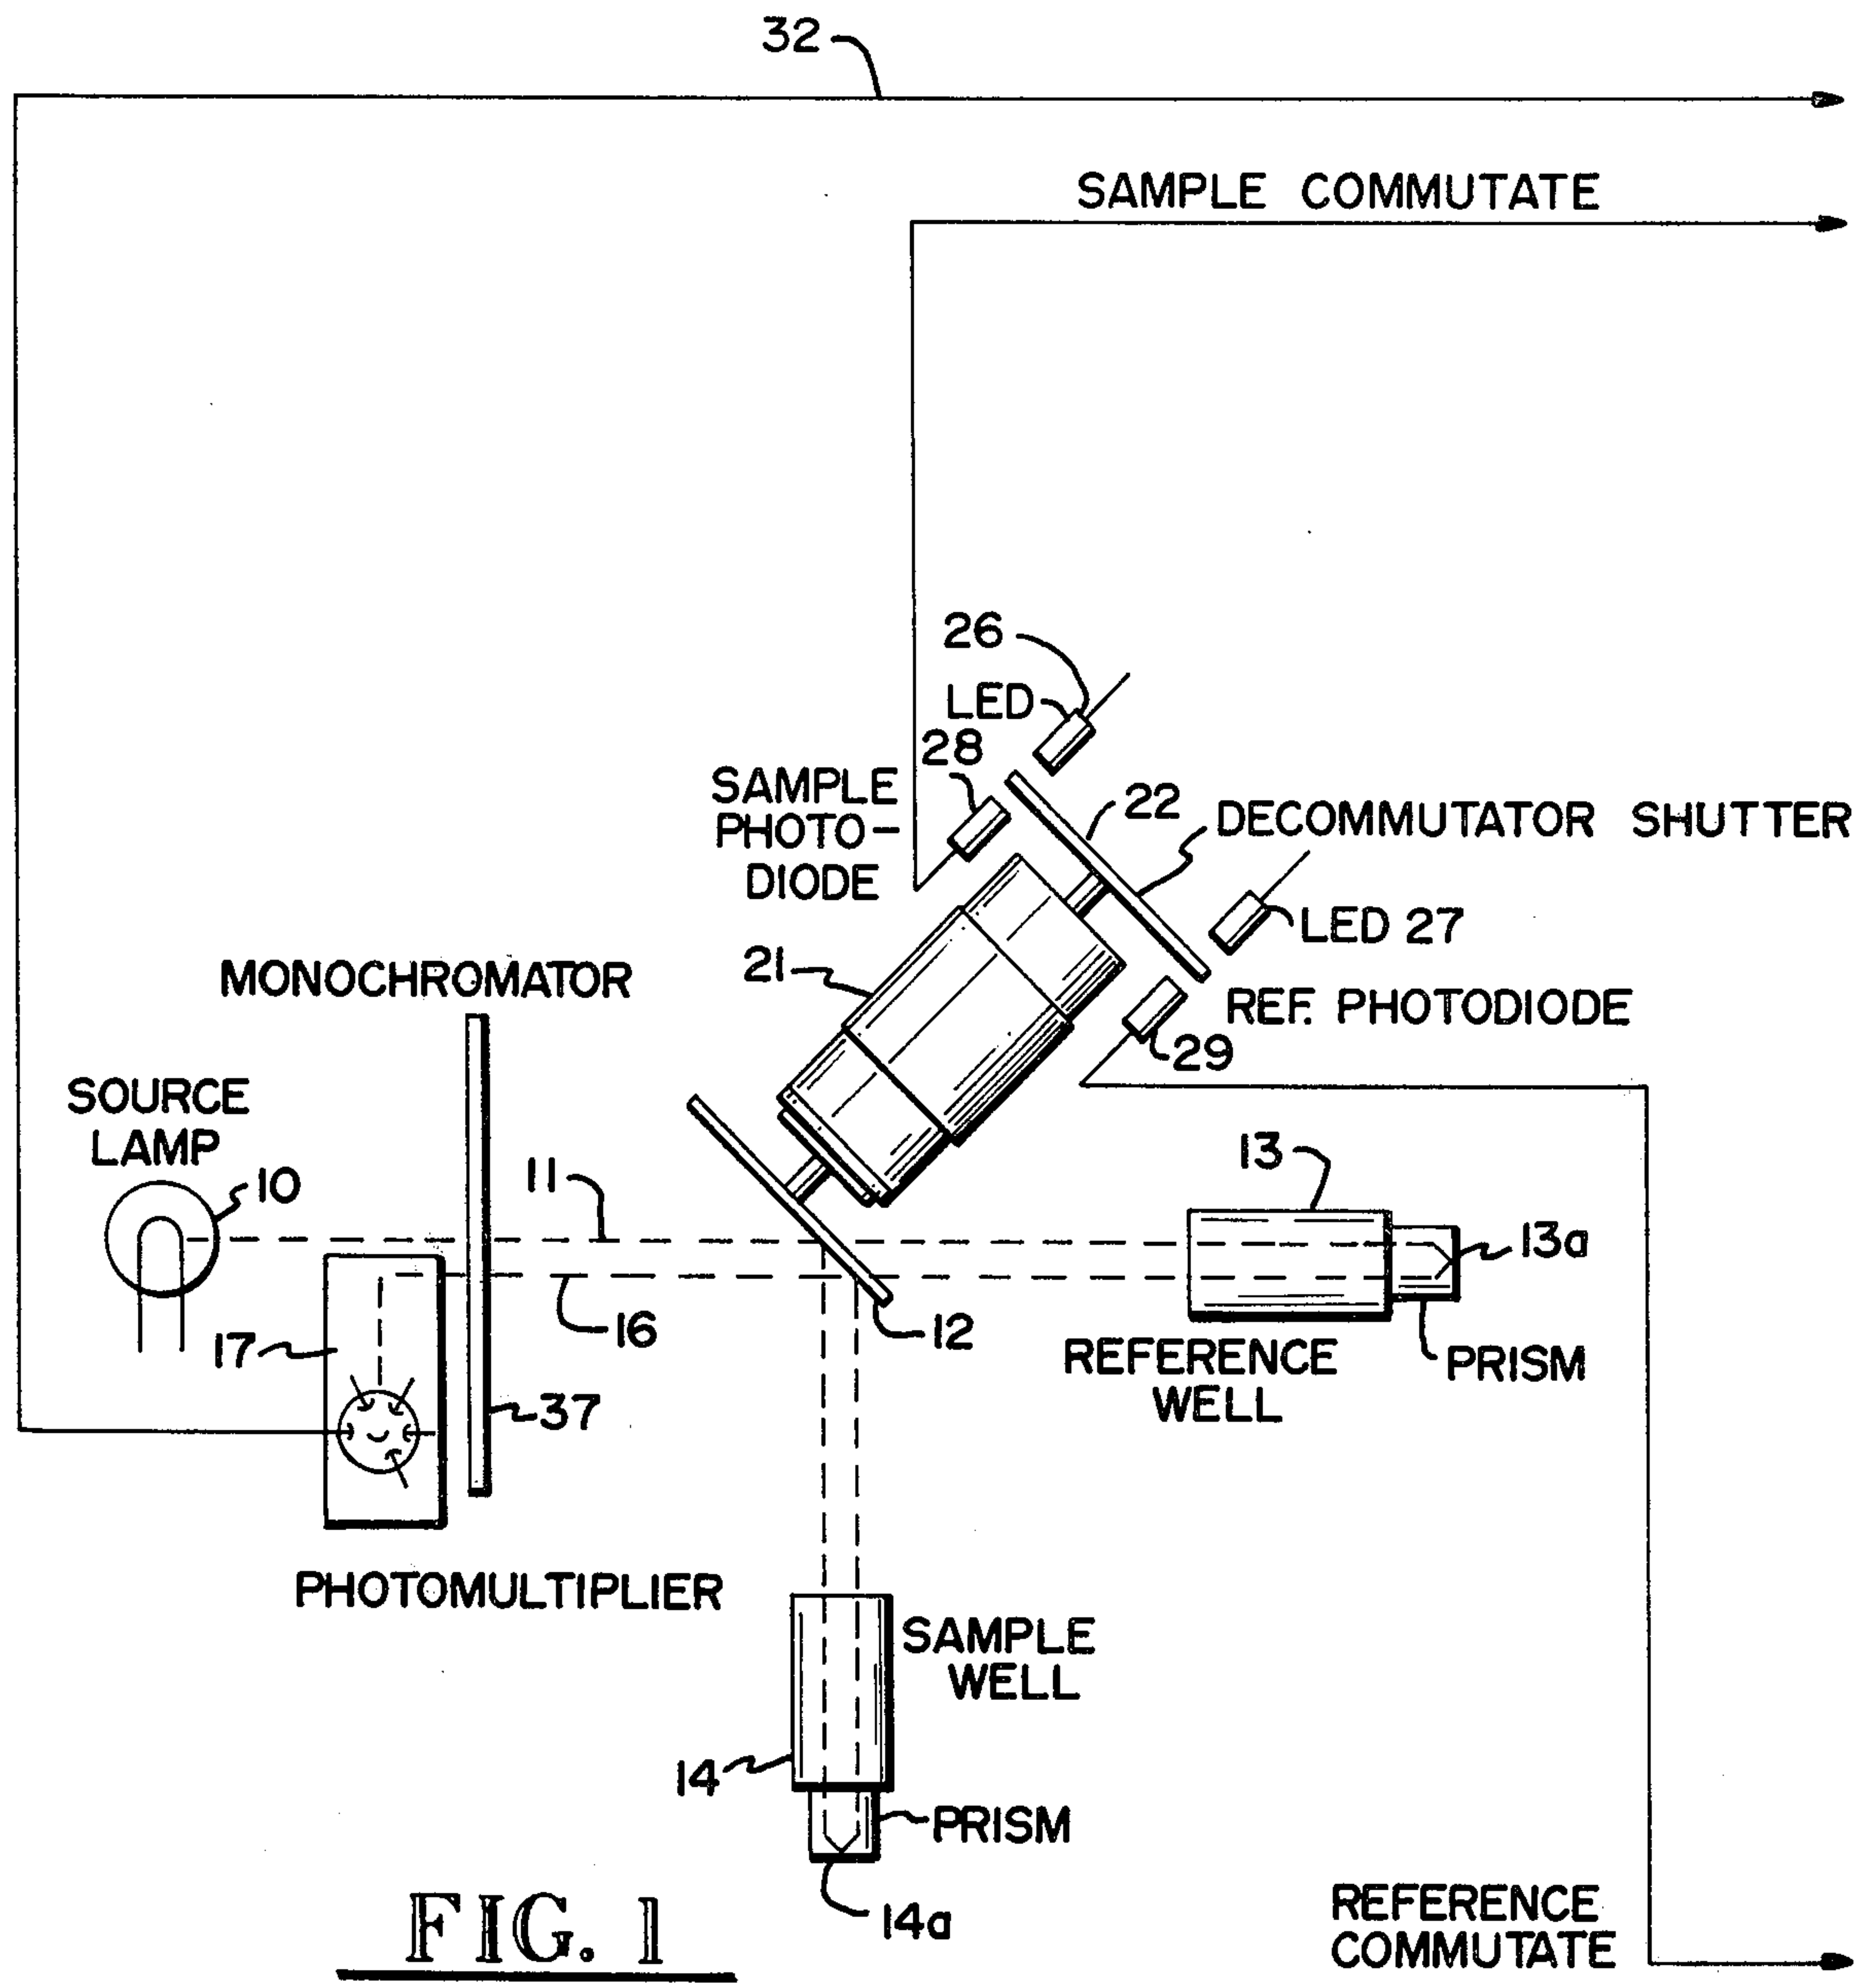 32
SAMPLE COMMUTATE
26
LED
28
SAMPLE
PHOTO-
DIODE
22
DECOMMUTATOR SHUTTER
LED 27
21
MONOCHROMATOR
REF. PHOTODIODE
29
SOURCE
LAMP
10
11
13
13a
16
12
17
REFERENCE
WELL
PRISM
37
PHOTOMULTIPLIER
SAMPLE
WELL
14
PRISM
14a
FIG. 1
REFERENCE
COMMUTATE